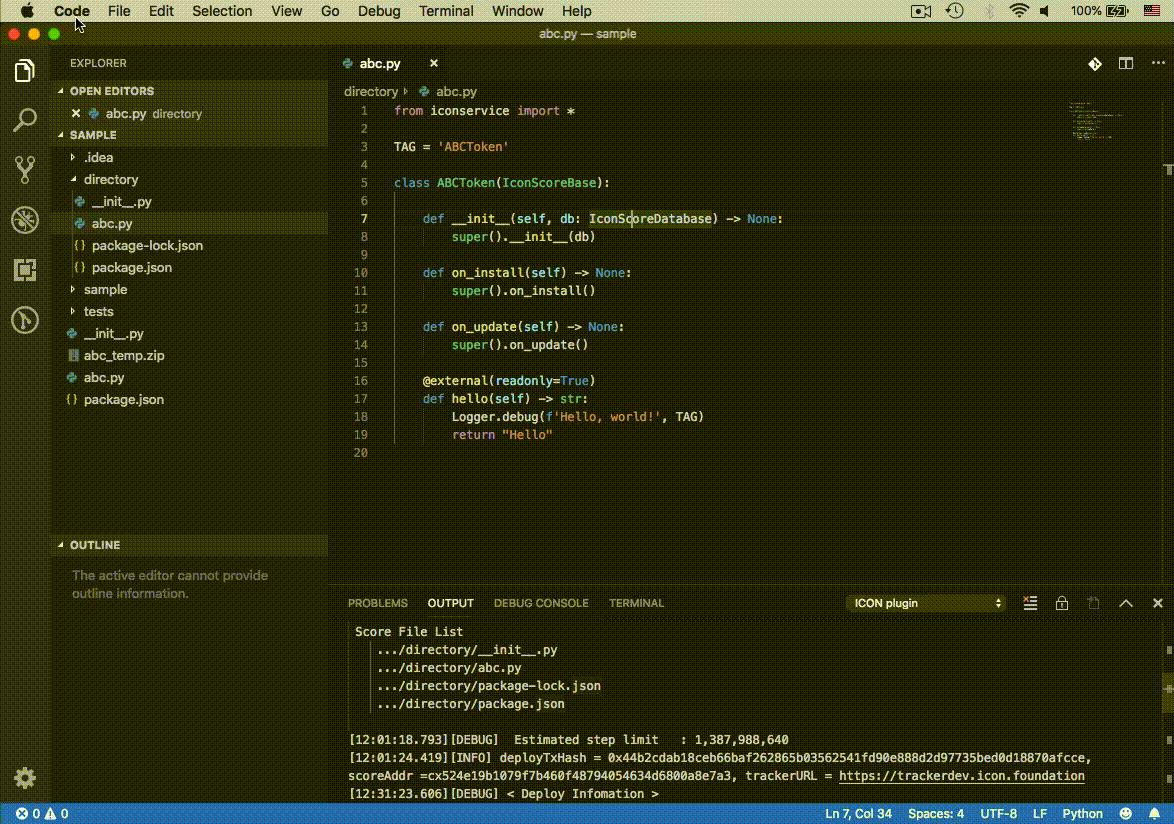 Code File Edit Selection View Go Debug Terminal Window Help 100%
abc.py — sample
EXPLORER
OPEN EDITORS
abc.py directory
SAMPLE
.idea
directory
__init__.py
abc.py
{} package-lock.json
{} package.json
sample
tests
__init__.py
abc_temp.zip
abc.py
{} package.json
OUTLINE
The active editor cannot provide
outline information.
abc.py
directory abc.py
1 from iconservice import *
2
3 TAG = 'ABCToken'
4
5 class ABCToken(IconScoreBase):
6
7 def __init__(self, db: IconScoreDatabase) -> None:
8 super().__init__(db)
9
10 def on_install(self) -> None:
11 super().on_install()
12
13 def on_update(self) -> None:
14 super().on_update()
15
16 @external(readonly=True)
17 def hello(self) -> str:
18 Logger.debug(f'Hello, world!', TAG)
19 return "Hello"
20
PROBLEMS OUTPUT DEBUG CONSOLE TERMINAL ICON plugin
Score File List
.../directory/__init__.py
.../directory/abc.py
.../directory/package-lock.json
.../directory/package.json
[12:01:18.793][DEBUG] Estimated step limit : 1,387,988,640
[12:01:24.419][INFO] deployTxHash = 0x44b2cdab18ceb66baf262865b03562541fd90e888d2d97735bed0d18870afcce,
scoreAddr =cx524e19b1079f7b460f48794054634d6800a8e7a3, trackerURL = https://trackerdev.icon.foundation
[12:31:23.606][DEBUG] < Deploy Infomation >
0 0 Ln 7, Col 34 Spaces: 4 UTF-8 LF Python